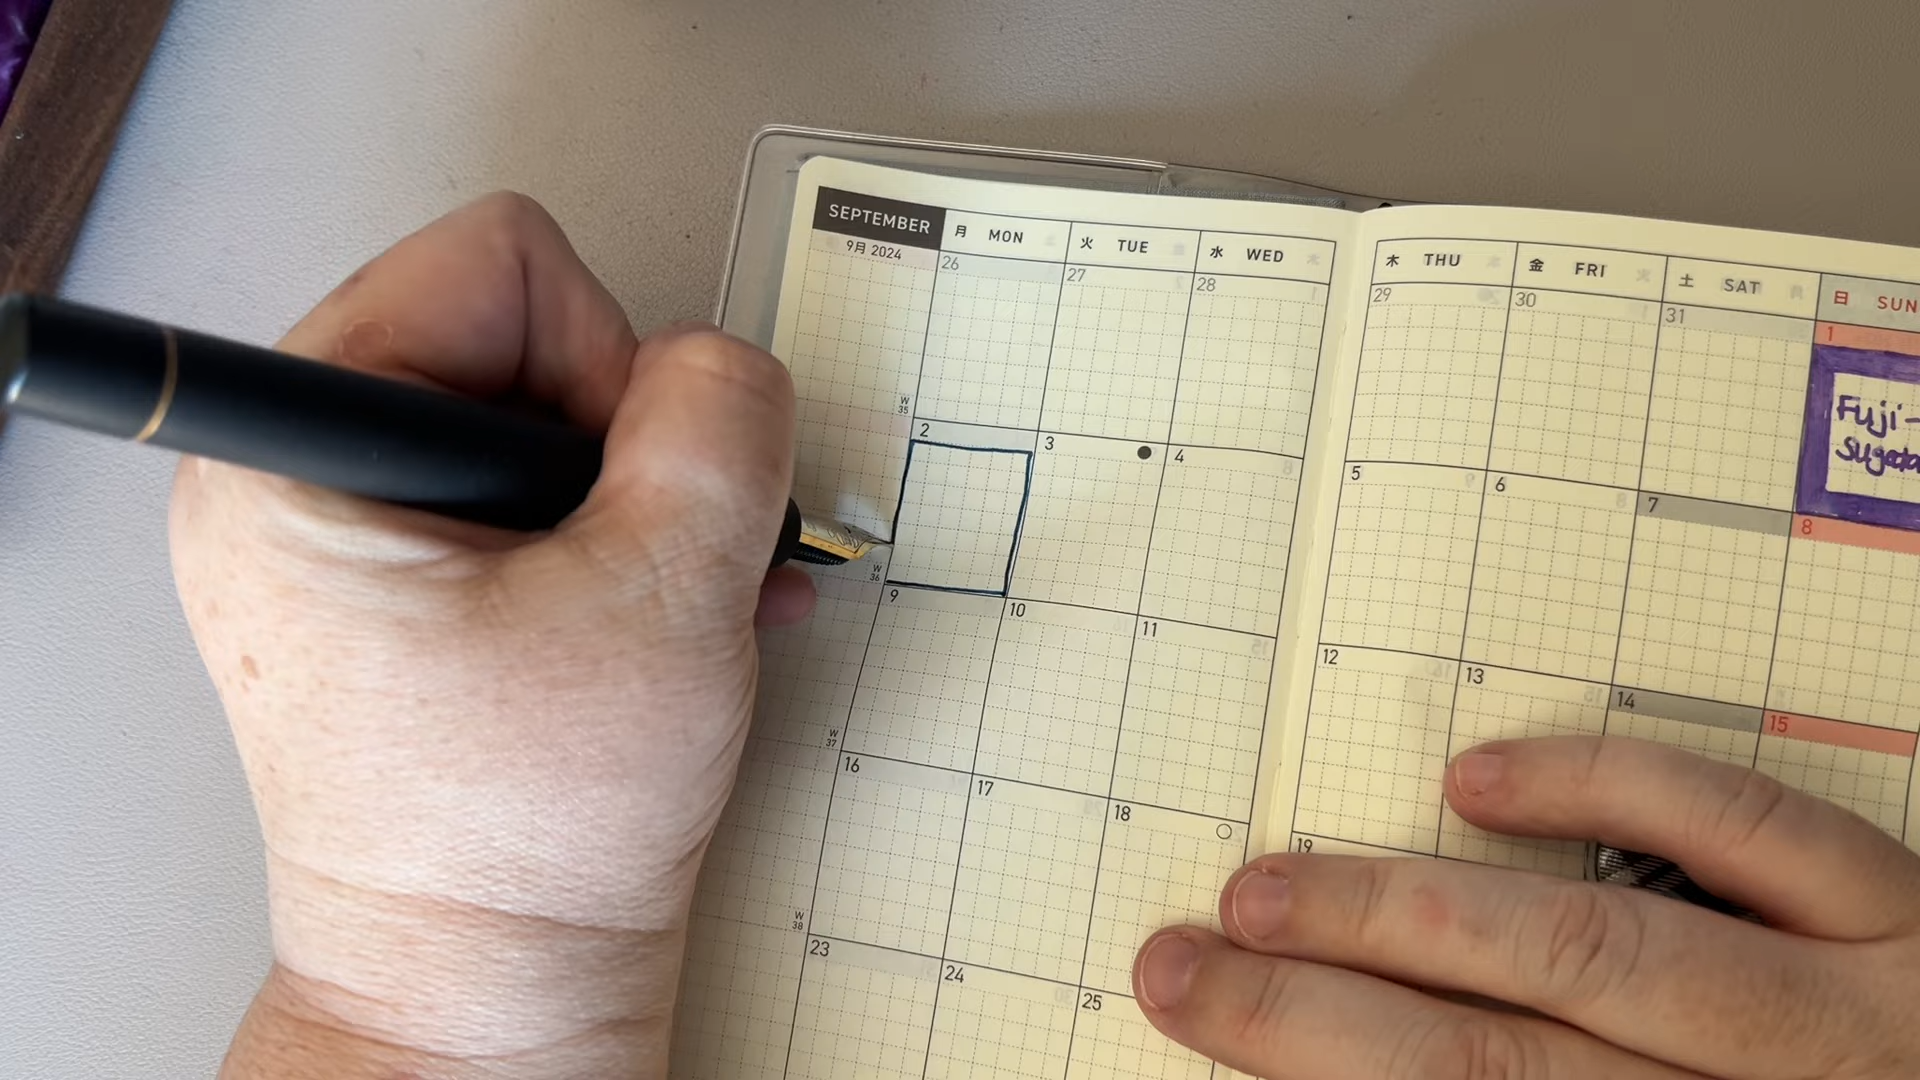 SEPTEMBER
9月 2024
月 MON
火 TUE
水 WED
木 THU
金 FRI
土 SAT
日 SUN
26
27
28
29
30
31
1
Fuji-
W
35
2
3
4
5
6
7
8
W
36
9
10
11
12
13
14
15
W
37
16
17
18
19
W
38
23
24
25